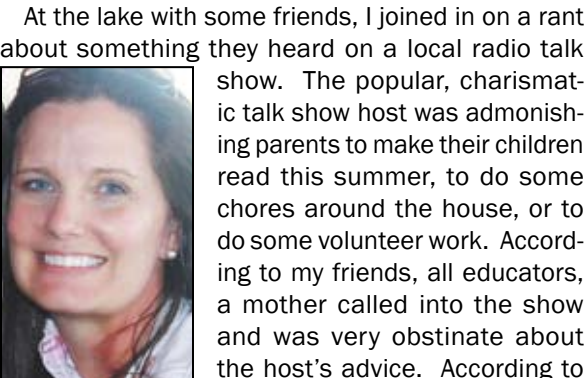 At the lake with some friends, I joined in on a rant
about something they heard on a local radio talk
show. The popular, charismat-
ic talk show host was admonish-
ing parents to make their children
read this summer, to do some
chores around the house, or to
do some volunteer work. Accord-
ing to my friends, all educators,
a mother called into the show
and was very obstinate about
the host's advice. According to